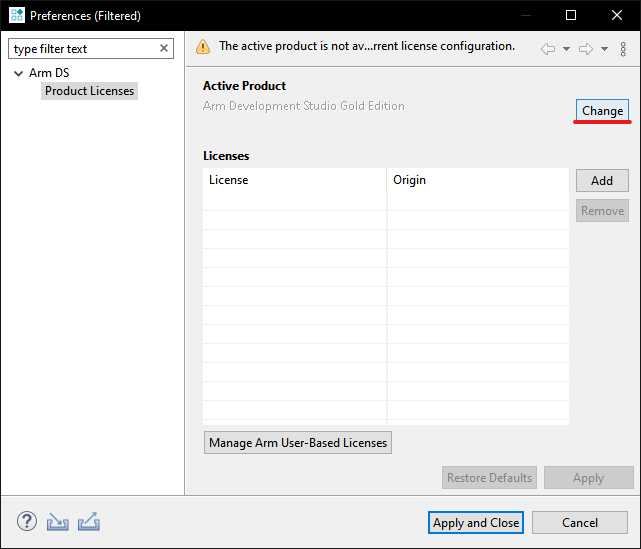 Preferences (Filtered)
type filter text
Arm DS
Product Licenses
The active product is not av...rrent license configuration.
Active Product
Arm Development Studio Gold Edition
Change
Licenses
License Origin
Add
Remove
Manage Arm User-Based Licenses
Restore Defaults Apply
Apply and Close Cancel